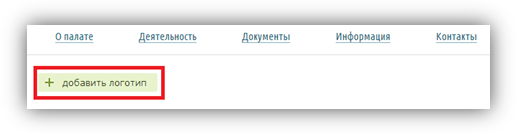 О палате Деятельность Документы Информация Контакты
+ добавить логотип